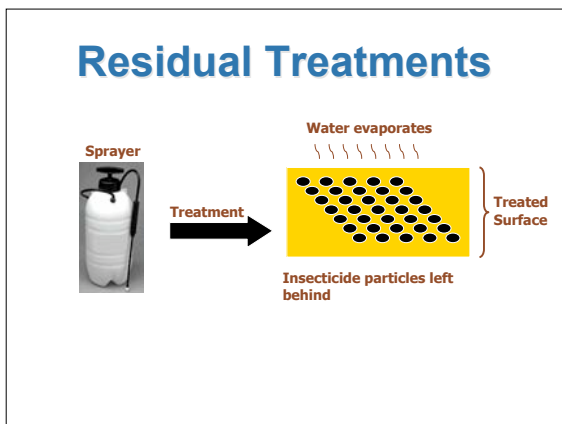 Residual Treatments
Water evaporates
Sprayer
Treatment
Treated
Surface
Insecticide particles left
behind